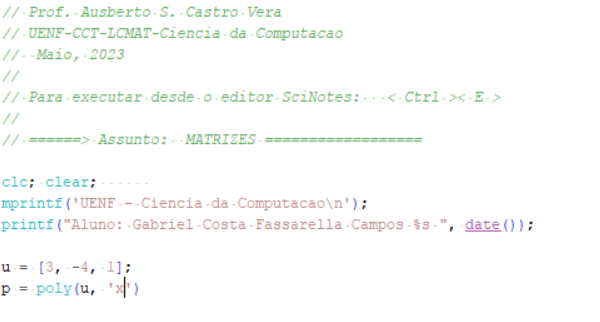 // Prof. Ausberto S. Castro Vera
// UENF-CCT-LCMAT-Ciencia da Computacao
// Maio, 2023
//
// Para executar desde o editor SciNotes: < Ctrl >< E >
//
// ======> Assunto: MATRIZES ==================
clc; clear;
mprintf('UENF - Ciencia da Computacao\n');
printf("Aluno: Gabriel Costa Fassarella Campos %s ", date());
u = [3, -4, 1];
p = poly(u, 'x')